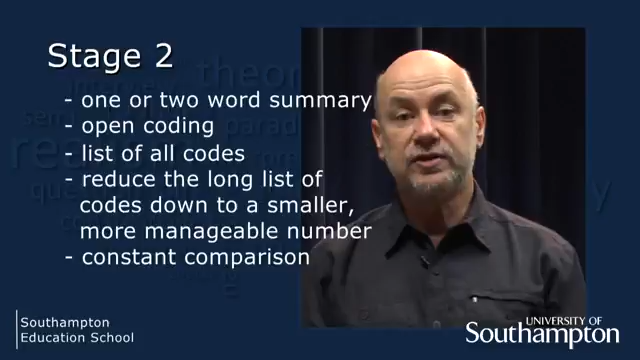 Stage 2
- one or two word summary
- open coding
- list of all codes
- reduce the long list of
codes down to a smaller,
more manageable number
- constant comparison
Southampton
Education School
UNIVERSITY OF
Southampton